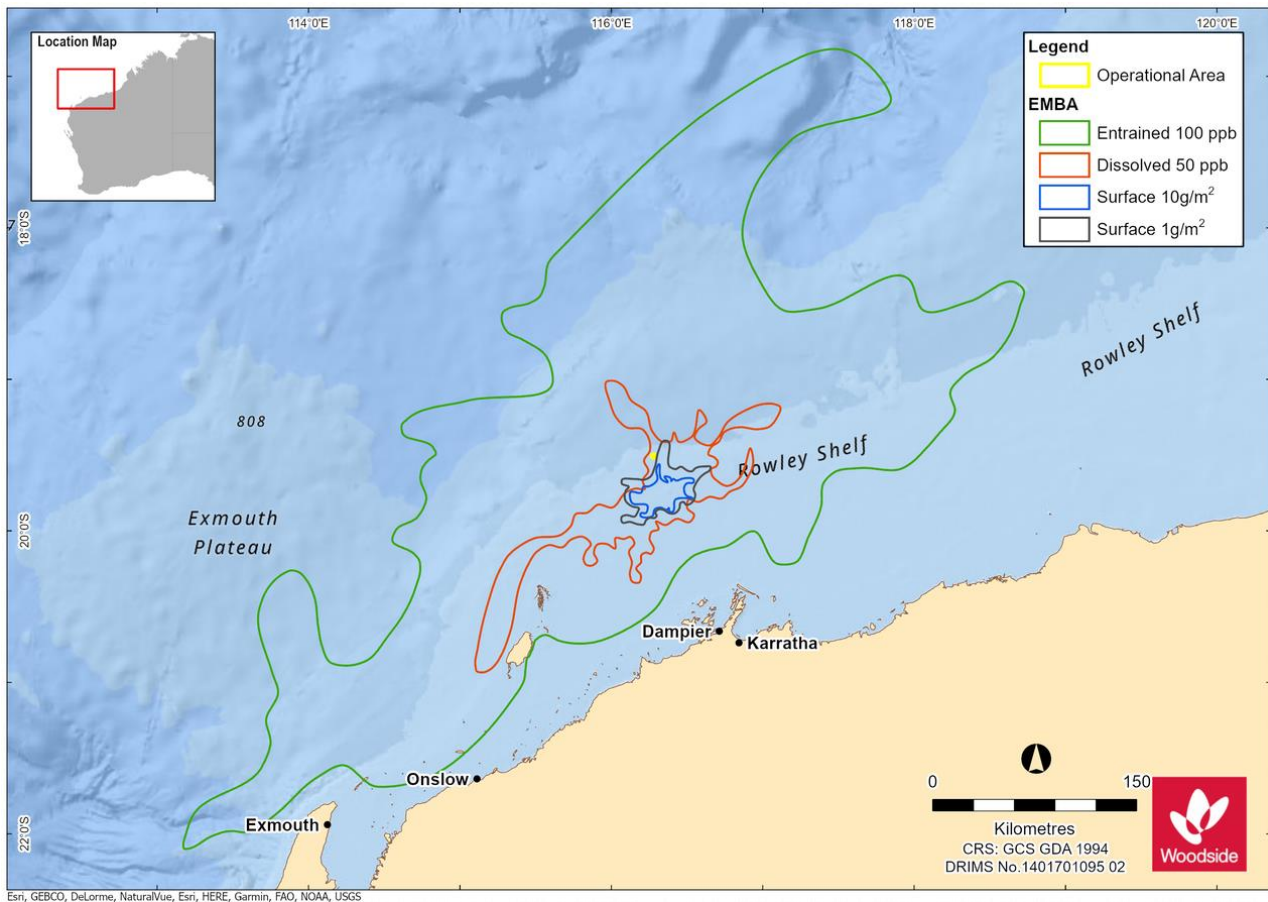 114°0'E
116°0'E
118°0'E
120°0'E
Location Map
Legend
Operational Area
EMBA
Entrained 100 ppb
Dissolved 50 ppb
Surface 10g/m²
Surface 1g/m²
18°0'S
20°0'S
22°0'S
Rowley Shelf
808
Rowley Shelf
Exmouth
Plateau
Dampier
Karratha
Onslow
Exmouth
0 150
Kilometres
CRS: GCS GDA 1994
DRIMS No.1401701095 02
Woodside
Esri, GEBCO, DeLorme, NaturalVue, Esri, HERE, Garmin, FAO, NOAA, USGS